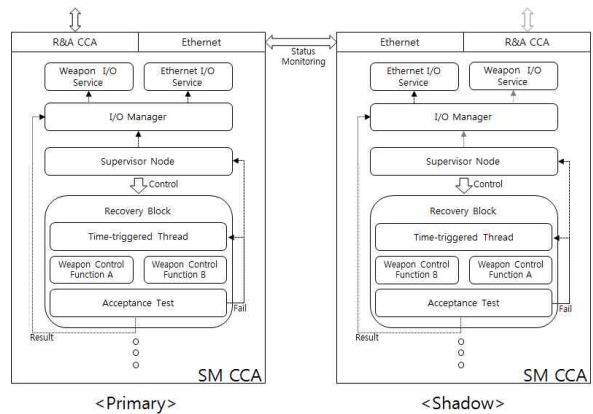 R&A CCA
Ethernet
Weapon I/O
Service
Ethernet I/O
Service
I/O Manager
Supervisor Node
Control
Recovery Block
Time-triggered Thread
Weapon Control
Function A
Weapon Control
Function B
Acceptance Test
Fail
Result
SM CCA
<Primary>
Status
Monitoring
Ethernet
R&A CCA
Ethernet I/O
Service
Weapon I/O
Service
I/O Manager
Supervisor Node
Control
Recovery Block
Time-triggered Thread
Weapon Control
Function B
Weapon Control
Function A
Acceptance Test
Fail
Result
SM CCA
<Shadow>